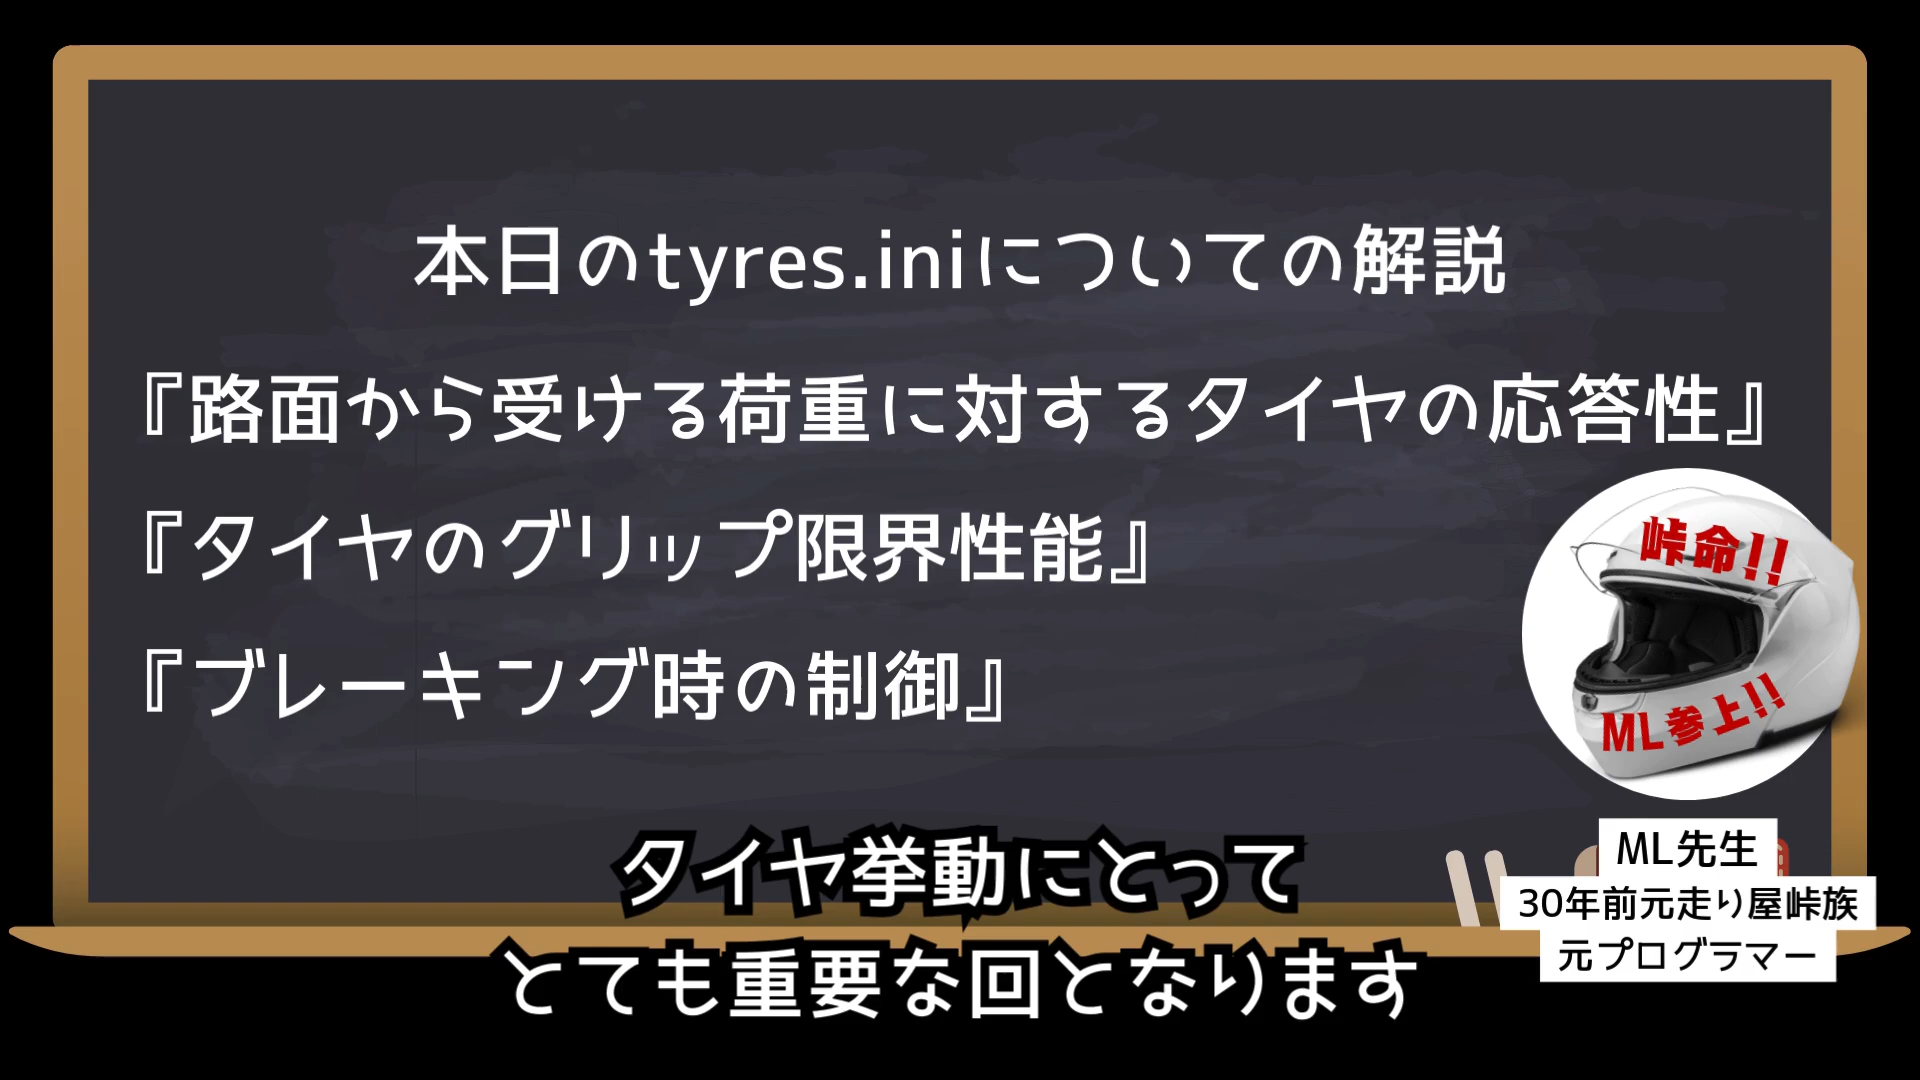 本日のtyres.iniについての解説
『路面から受ける荷重に対するタイヤの応答性』
『タイヤのグリップ限界性能』
『ブレーキング時の制御』
峠命!!
ML参上!!
ML先生
30年前元走り屋峠族
元プログラマー
タイヤ挙動にとって
とても重要な回となります